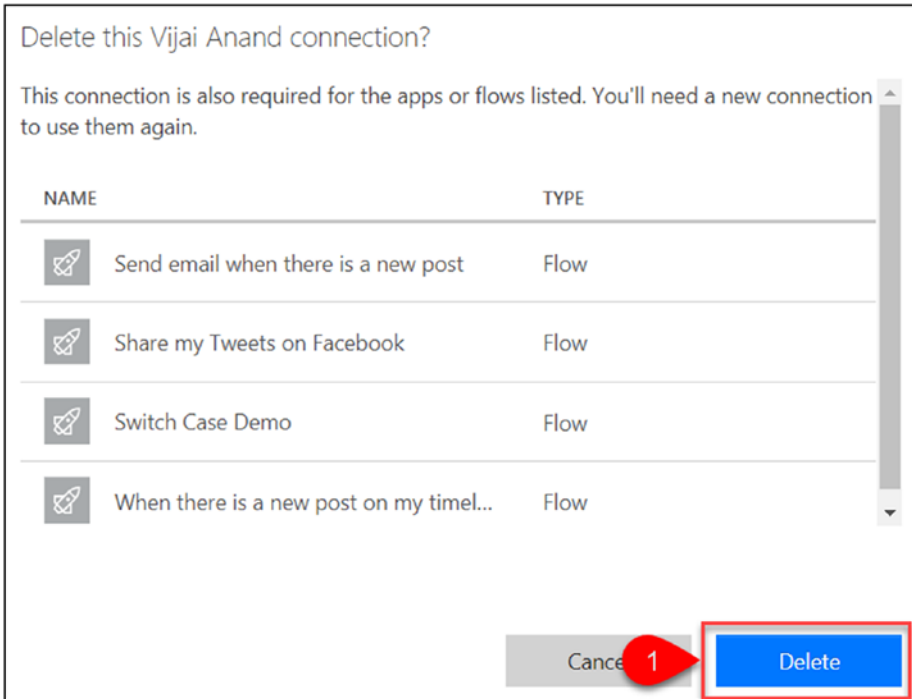 Delete this Vijai Anand connection?
This connection is also required for the apps or flows listed. You'll need a new connection
to use them again.
NAME TYPE
Send email when there is a new post Flow
Share my Tweets on Facebook Flow
Switch Case Demo Flow
When there is a new post on my timel... Flow
Cance 1 Delete